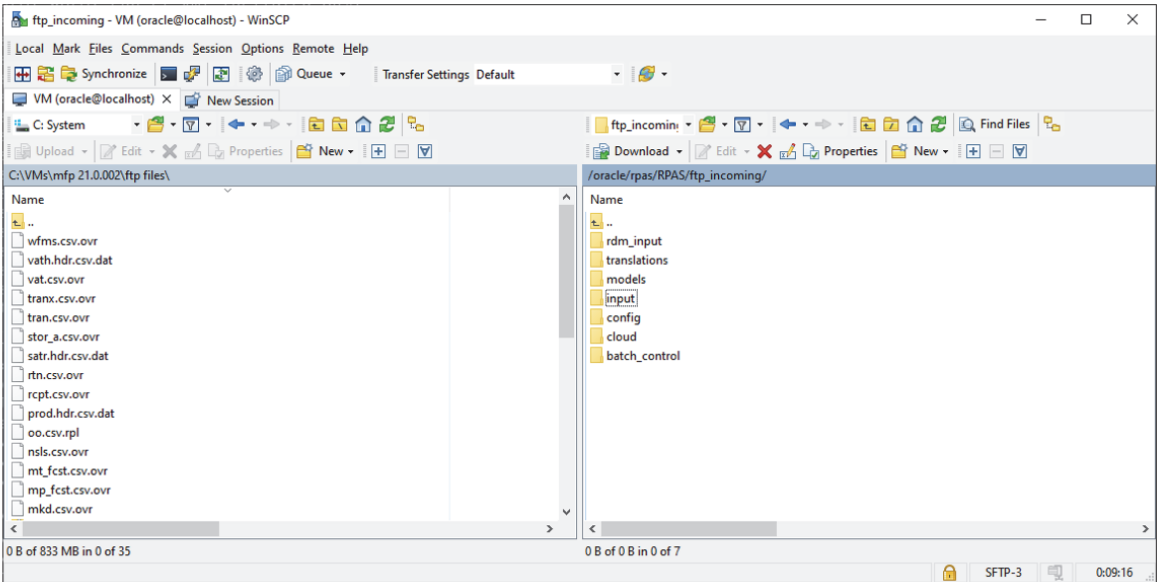 ftp_incoming - VM (oracle@localhost) - WinSCP
Local Mark Files Commands Session Options Remote Help
Synchronize Queue Transfer Settings Default
VM (oracle@localhost) × New Session
C: System
ftp_incoming Find Files
Upload Edit Properties New
Download Edit Properties New
C:\VMs\mfp 21.0.002\ftp files\
Name
..
wfms.csv.ovr
vath.hdr.csv.dat
vat.csv.ovr
tranx.csv.ovr
tran.csv.ovr
stor_a.csv.ovr
satr.hdr.csv.dat
rtn.csv.ovr
rcpt.csv.ovr
prod.hdr.csv.dat
oo.csv.rpl
nsls.csv.ovr
mt_fcst.csv.ovr
mp_fcst.csv.ovr
mkd.csv.ovr
0 B of 833 MB in 0 of 35
/oracle/rpas/RPAS/ftp_incoming/
Name
..
rdm_input
translations
models
input
config
cloud
batch_control
0 B of 0 B in 0 of 7
SFTP-3 0:09:16